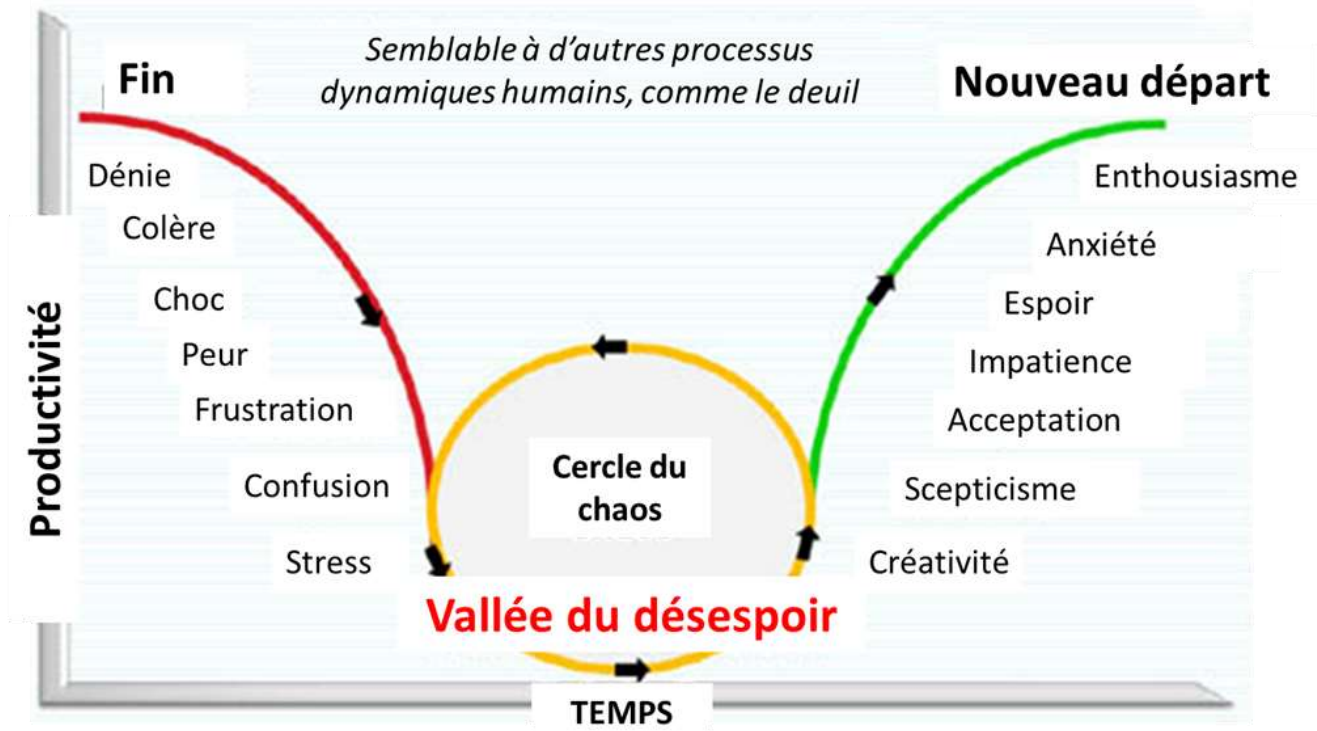 Semblable à d'autres processus
dynamiques humains, comme le deuil
Fin
Nouveau départ
Dénie
Colère
Choc
Peur
Frustration
Confusion
Stress
Productivité
Cercle du
chaos
Vallée du désespoir
Enthousiasme
Anxiété
Espoir
Impatience
Acceptation
Scepticisme
Créativité
TEMPS